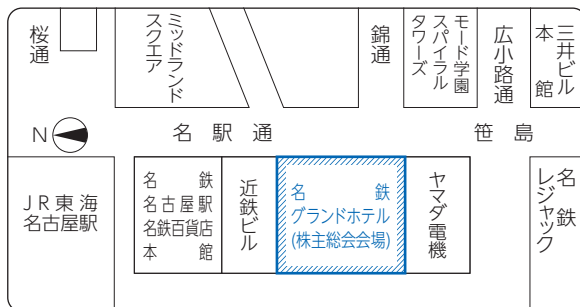 桜通
ミッドランド
スクエア
錦通
モード学園
スパイラル
タワーズ
広小路通
三井ビル
本館
N
名駅通
笹島
JR東海
名古屋駅
名鉄
名古屋駅
名鉄百貨店
本館
近鉄ビル
名鉄
グランドホテル
(株主総会会場)
ヤマダ電機
名鉄
レジャック